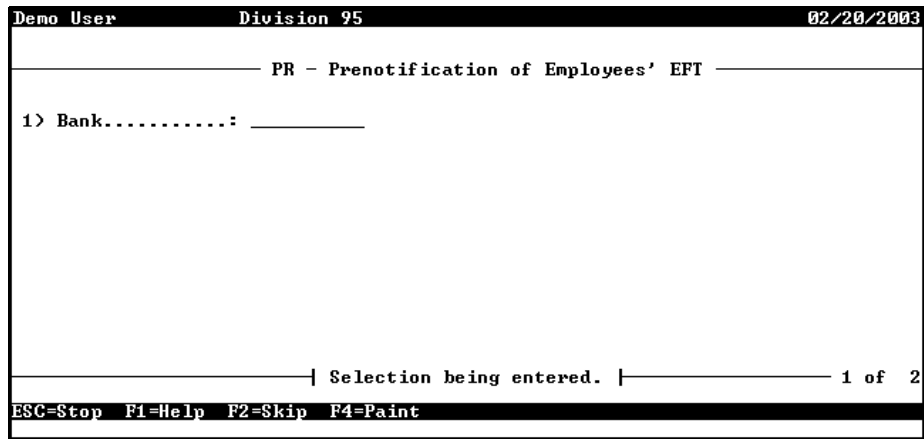 Demo User Division 95 02/20/2003
PR - Prenotification of Employees' EFT
1) Bank...........: __________
Selection being entered. 1 of 2
ESC=Stop F1=Help F2=Skip F4=Paint